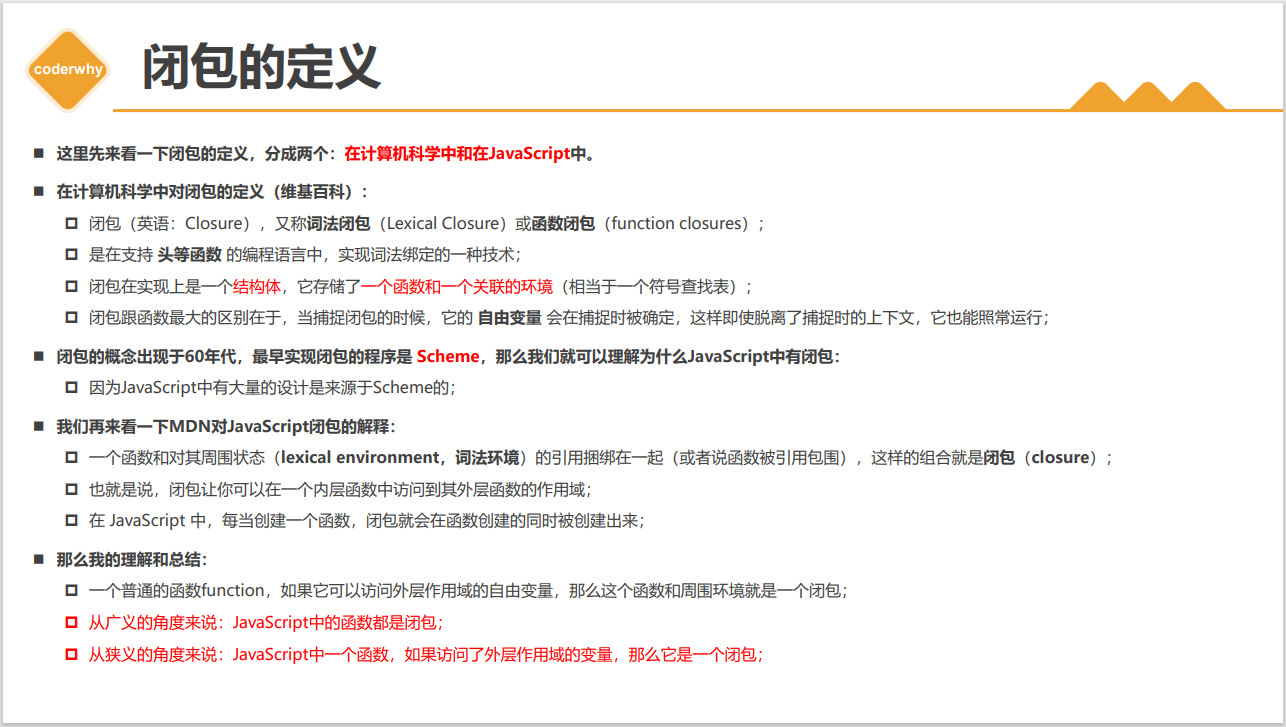 coderwhy
闭包的定义
■ 这里先来看一下闭包的定义，分成两个：在计算机科学中和在JavaScript中。
■ 在计算机科学中对闭包的定义（维基百科）：
闭包（英语：Closure），又称词法闭包（Lexical Closure）或函数闭包（function closures）；
是在支持 头等函数 的编程语言中，实现词法绑定的一种技术；
闭包在实现上是一个结构体，它存储了一个函数和一个关联的环境（相当于一个符号查找表）；
闭包跟函数最大的区别在于，当捕捉闭包的时候，它的 自由变量 会在捕捉时被确定，这样即使脱离了捕捉时的上下文，它也能照常运行；
■ 闭包的概念出现于60年代，最早实现闭包的程序是 Scheme，那么我们就可以理解为什么JavaScript中有闭包：
因为JavaScript中有大量的设计是来源于Scheme的；
■ 我们再来看一下MDN对JavaScript闭包的解释：
一个函数和对其周围状态（lexical environment，词法环境）的引用捆绑在一起（或者说函数被引用包围），这样的组合就是闭包（closure）；
也就是说，闭包让你可以在一个内层函数中访问到其外层函数的作用域；
在 JavaScript 中，每当创建一个函数，闭包就会在函数创建的同时被创建出来；
■ 那么我的理解和总结：
一个普通的函数function，如果它可以访问外层作用域的自由变量，那么这个函数和周围环境就是一个闭包；
从广义的角度来说：JavaScript中的函数都是闭包；
从狭义的角度来说：JavaScript中一个函数，如果访问了外层作用域的变量，那么它是一个闭包；